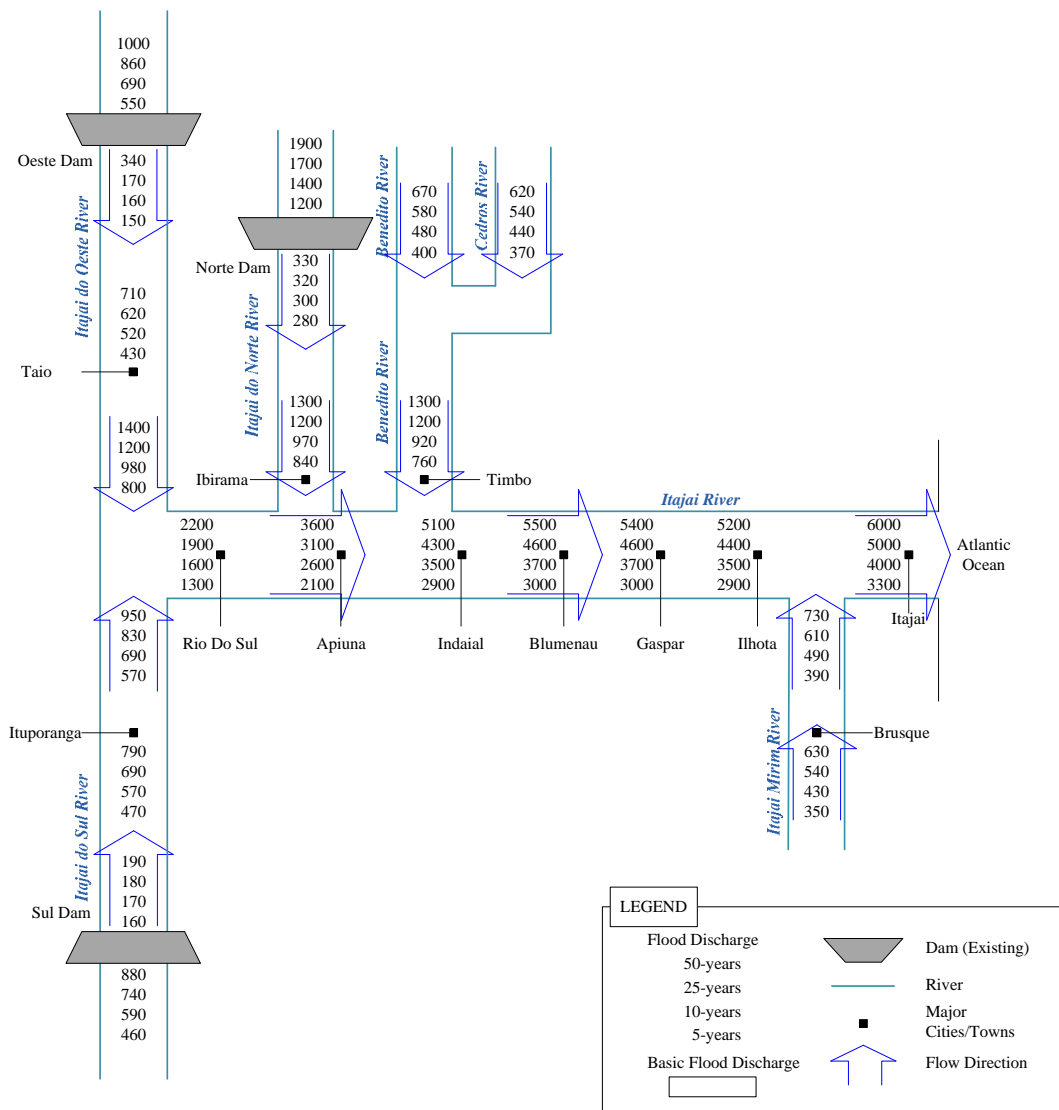 1000
860
690
550
Oeste Dam
340
170
160
150
Itajai do Oeste River
710
620
520
430
Taio
1400
1200
980
800
1900
1700
1400
1200
Norte Dam
330
320
300
280
Itajai do Norte River
1300
1200
970
840
Ibirama
Benedito River
670
580
480
400
Cedros River
620
540
440
370
Benedito River
1300
1200
920
760
Timbo
Itajai River
2200
1900
1600
1300
Rio Do Sul
3600
3100
2600
2100
Apiuna
5100
4300
3500
2900
Indaial
5500
4600
3700
3000
Blumenau
5400
4600
3700
3000
Gaspar
5200
4400
3500
2900
Ilhota
6000
5000
4000
3300
Itajai
Atlantic
Ocean
950
830
690
570
Ituporanga
790
690
570
470
Itajai do Sul River
190
180
170
160
Sul Dam
880
740
590
460
730
610
490
390
Brusque
Itajai Mirim River
630
540
430
350
LEGEND
Flood Discharge
50-years
25-years
10-years
5-years
Basic Flood Discharge
Dam (Existing)
River
Major
Cities/Towns
Flow Direction